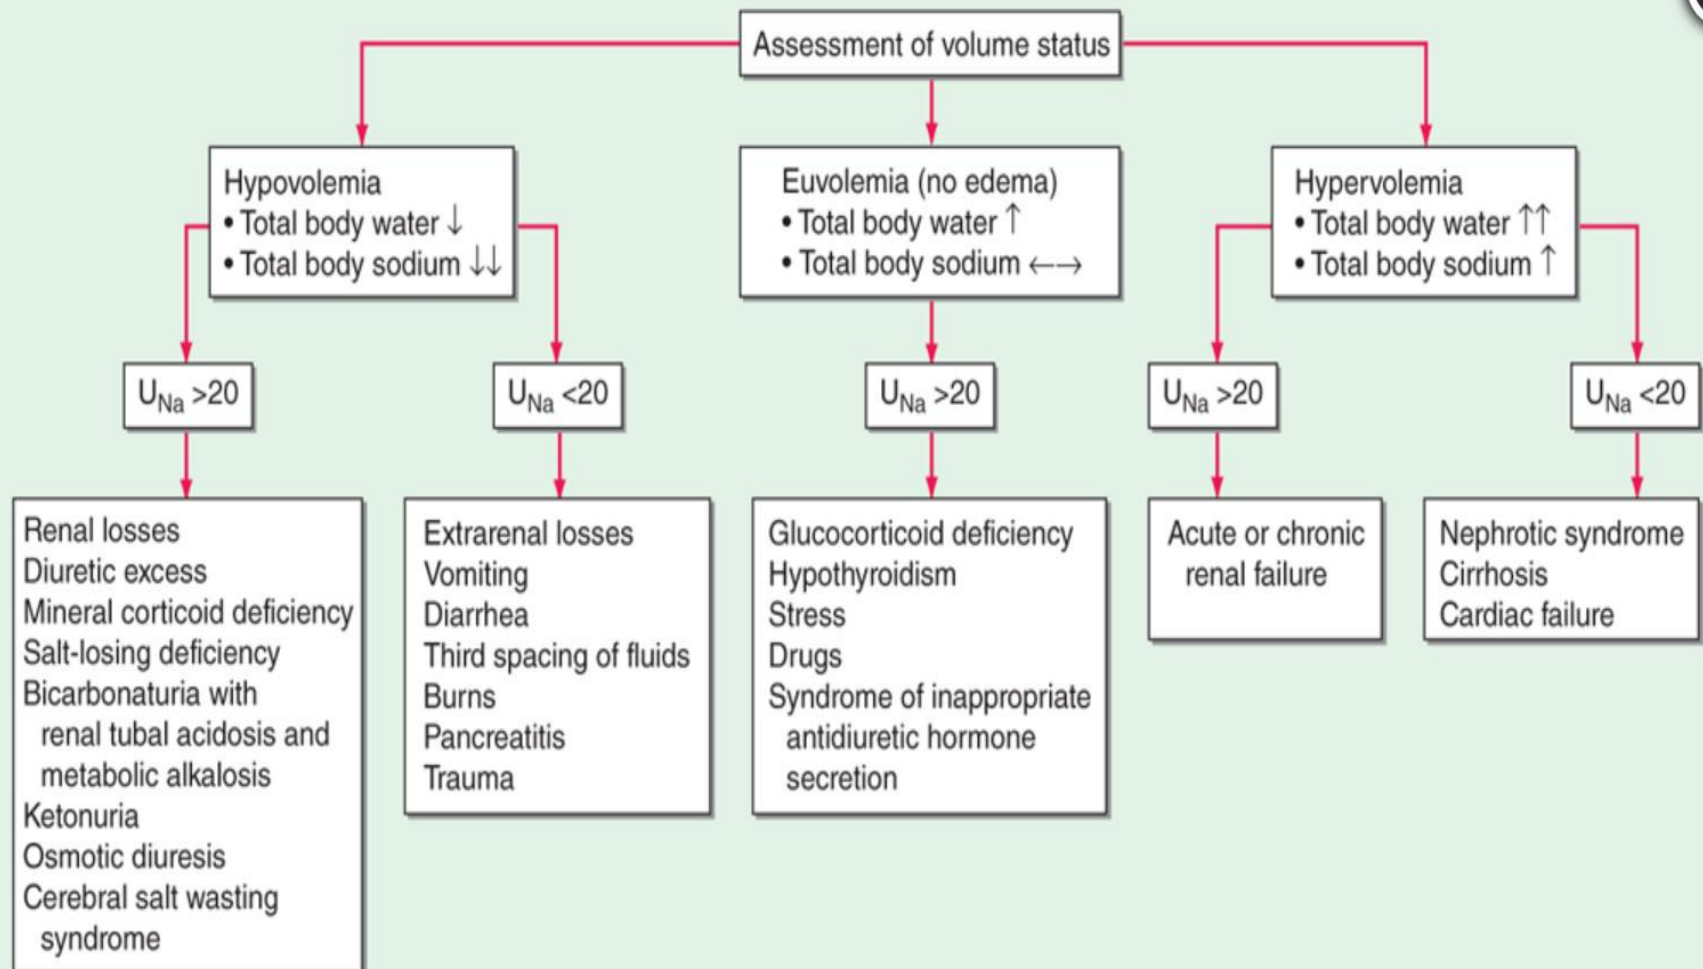 Assessment of volume status
Hypovolemia
• Total body water ↓
• Total body sodium ↓↓
Euvolemia (no edema)
• Total body water ↑
• Total body sodium ←→
Hypervolemia
• Total body water ↑↑
• Total body sodium ↑
UNa >20
UNa <20
UNa >20
UNa >20
UNa <20
Renal losses
Diuretic excess
Mineral corticoid deficiency
Salt-losing deficiency
Bicarbonaturia with
renal tubal acidosis and
metabolic alkalosis
Ketonuria
Osmotic diuresis
Cerebral salt wasting
syndrome
Extrarenal losses
Vomiting
Diarrhea
Third spacing of fluids
Burns
Pancreatitis
Trauma
Glucocorticoid deficiency
Hypothyroidism
Stress
Drugs
Syndrome of inappropriate
antidiuretic hormone
secretion
Acute or chronic
renal failure
Nephrotic syndrome
Cirrhosis
Cardiac failure